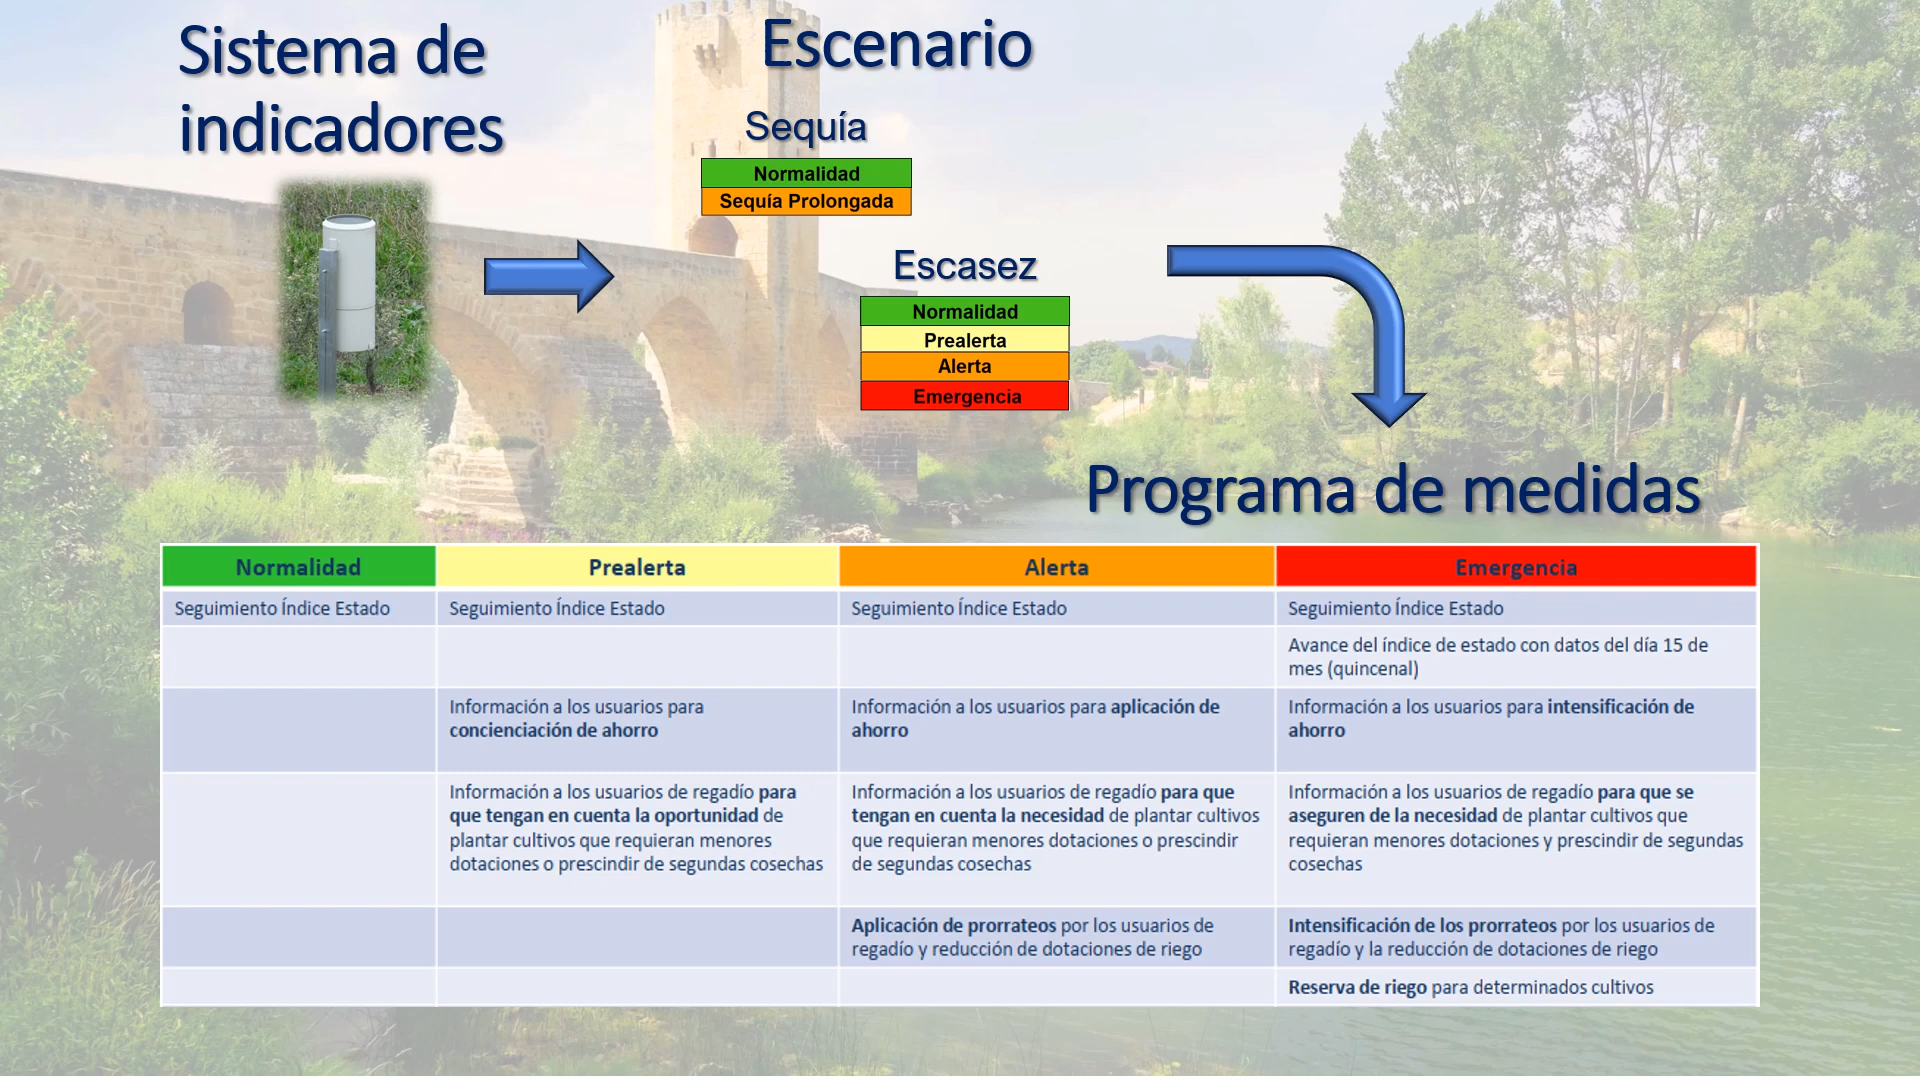 Sistema de
indicadores
Escenario
Sequía
Normalidad
Sequía Prolongada
Escasez
Normalidad
Prealerta
Alerta
Emergencia
Programa de medidas
Normalidad
Prealerta
Alerta
Emergencia
Seguimiento Índice Estado
Seguimiento Índice Estado
Seguimiento Índice Estado
Seguimiento Índice Estado
Avance del índice de estado con datos del día 15 de
mes (quincenal)
Información a los usuarios para
concienciación de ahorro
Información a los usuarios para aplicación de
ahorro
Información a los usuarios para intensificación de
ahorro
Información a los usuarios de regadío para
que tengan en cuenta la oportunidad de
plantar cultivos que requieran menores
dotaciones o prescindir de segundas cosechas
Información a los usuarios de regadío para que
tengan en cuenta la necesidad de plantar cultivos
que requieran menores dotaciones o prescindir
de segundas cosechas
Información a los usuarios de regadío para que se
aseguren de la necesidad de plantar cultivos que
requieran menores dotaciones y prescindir de segundas
cosechas
Aplicación de prorrateos por los usuarios de
regadío y reducción de dotaciones de riego
Intensificación de los prorrateos por los usuarios de
regadío y la reducción de dotaciones de riego
Reserva de riego para determinados cultivos